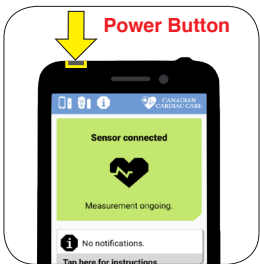 Power Button
CANADIAN
CARDIAC CARE
Sensor connected
Measurement ongoing.
No notifications.
Tap here for instructions